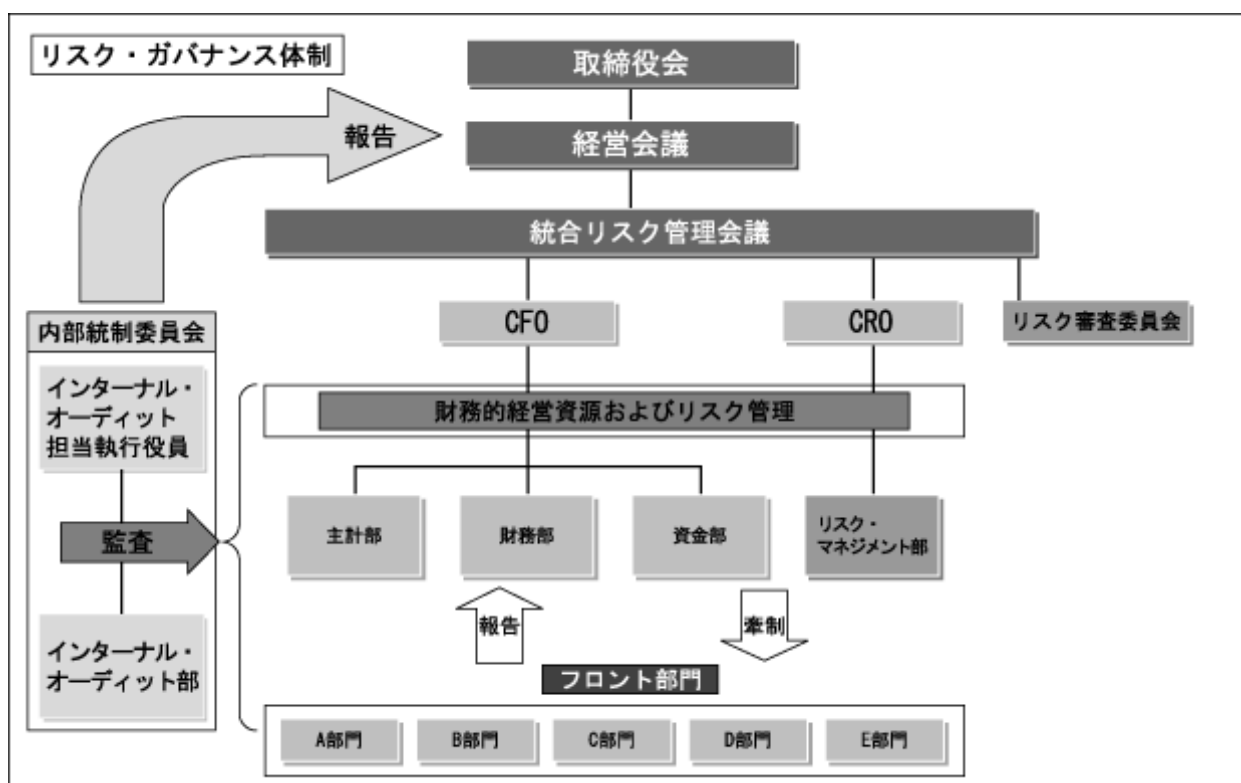 リスク・ガバナンス体制
取締役会
報告
経営会議
統合リスク管理会議
内部統制委員会
CFO
CRO
リスク審査委員会
インターナル・
オーディット
担当執行役員
財務的経営資源およびリスク管理
監査
主計部
財務部
資金部
リスク・
マネジメント部
インターナル・
オーディット部
報告
牽制
フロント部門
A部門
B部門
C部門
D部門
E部門